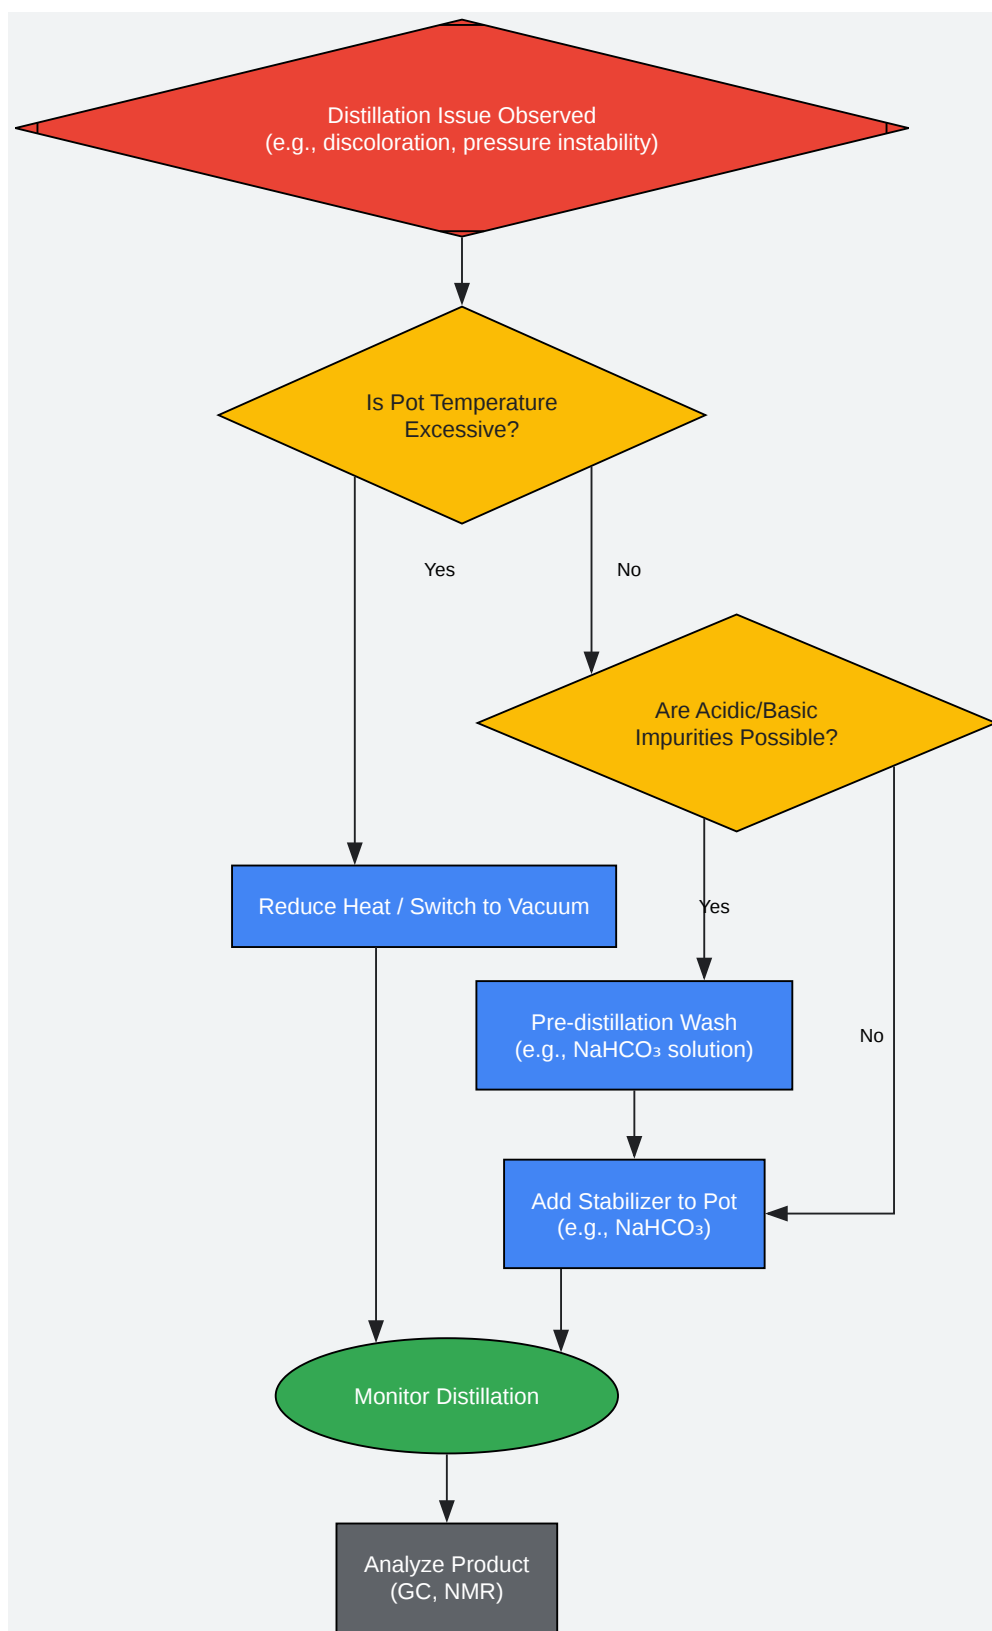 Distillation Issue Observed
(e.g., discoloration, pressure instability)
Is Pot Temperature
Excessive?
Yes
No
Are Acidic/Basic
Impurities Possible?
Reduce Heat / Switch to Vacuum
Yes
Pre-distillation Wash
(e.g., NaHCO₃ solution)
No
Add Stabilizer to Pot
(e.g., NaHCO₃)
Monitor Distillation
Analyze Product
(GC, NMR)